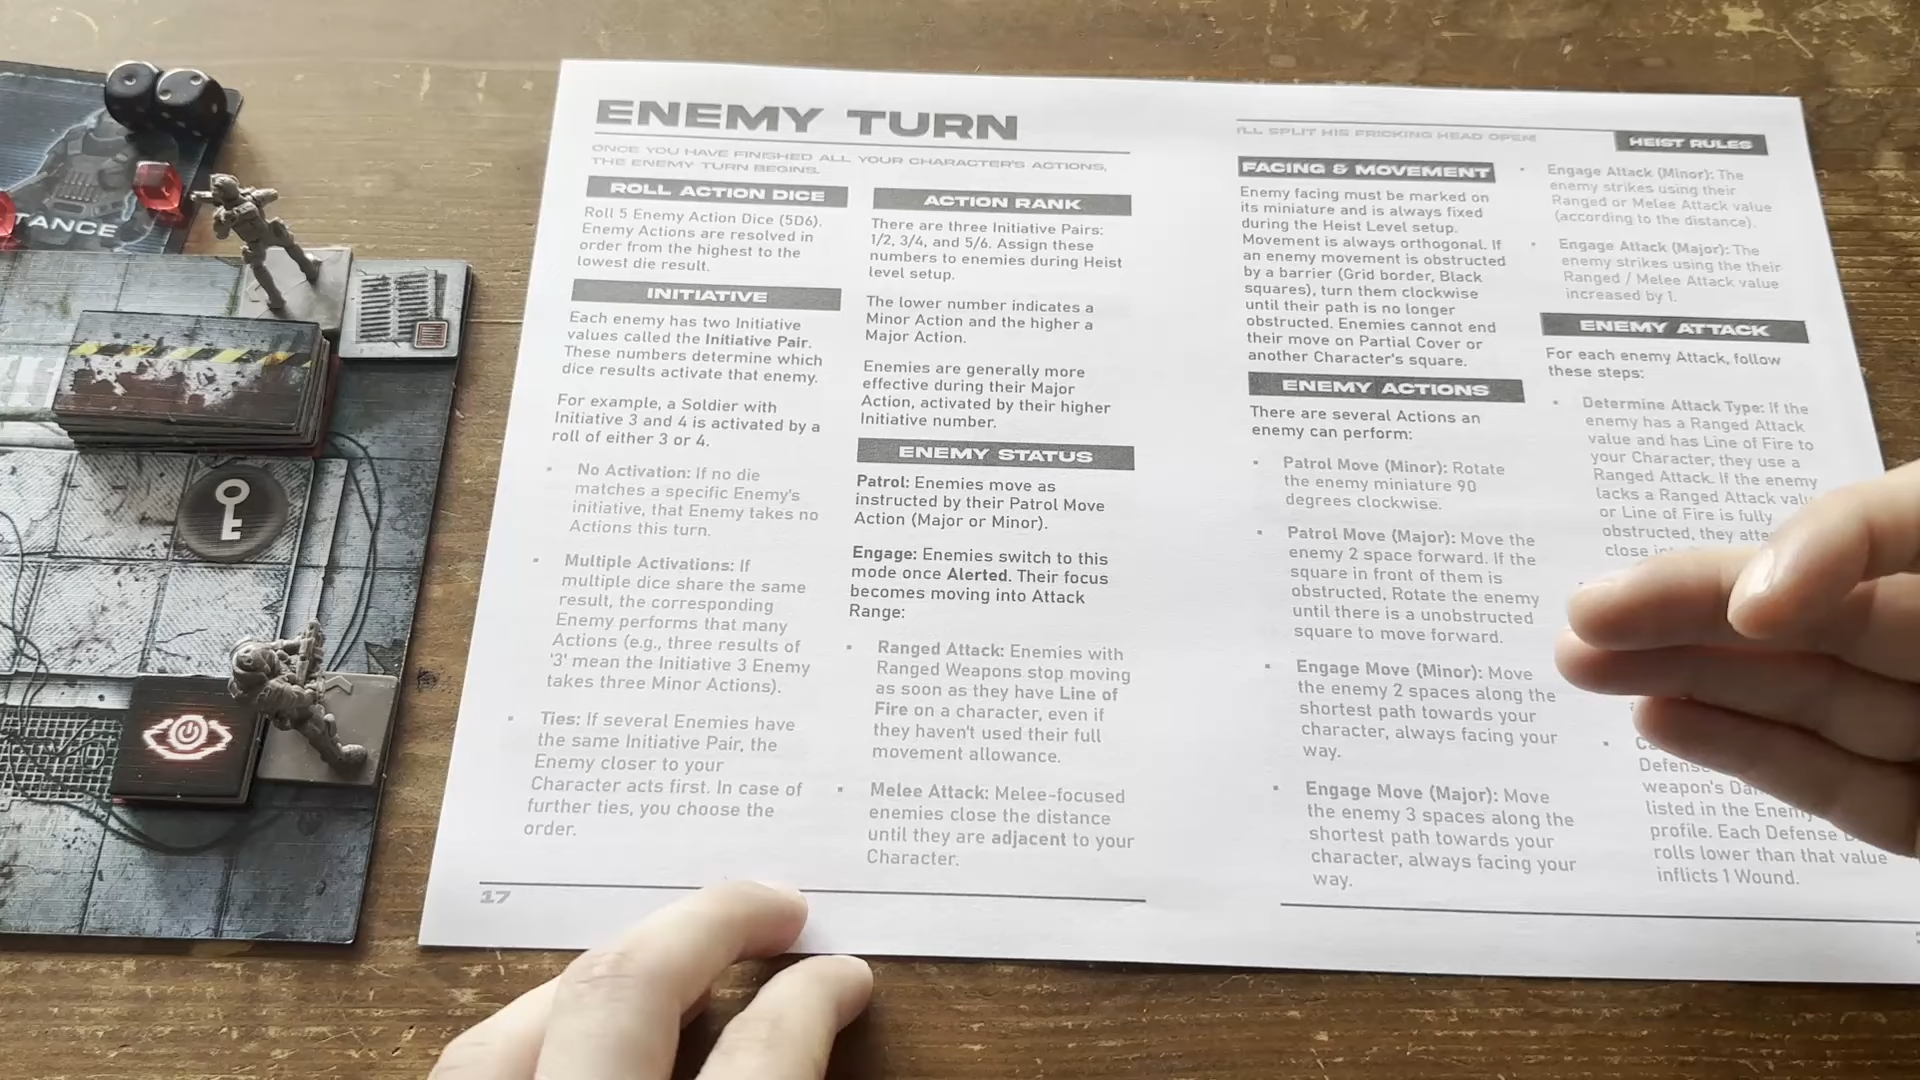 TANCE
ENEMY TURN
ONCE YOU HAVE FINISHED ALL YOUR CHARACTER'S ACTIONS,
THE ENEMY TURN BEGINS.
ROLL ACTION DICE
Roll 5 Enemy Action Dice (5D6).
Enemy Actions are resolved in
order from the highest to the
lowest die result.
INITIATIVE
Each enemy has two Initiative
values called the Initiative Pair.
These numbers determine which
dice results activate that enemy.
For example, a Soldier with
Initiative 3 and 4 is activated by a
roll of either 3 or 4.
▪ No Activation: If no die
matches a specific Enemy's
initiative, that Enemy takes no
Actions this turn.
▪ Multiple Activations: If
multiple dice share the same
result, the corresponding
Enemy performs that many
Actions (e.g., three results of
'3' mean the Initiative 3 Enemy
takes three Minor Actions).
▪ Ties: If several Enemies have
the same Initiative Pair, the
Enemy closer to your
Character acts first. In case of
further ties, you choose the
order.
17
ACTION RANK
There are three Initiative Pairs:
1/2, 3/4, and 5/6. Assign these
numbers to enemies during Heist
level setup.
The lower number indicates a
Minor Action and the higher a
Major Action.
Enemies are generally more
effective during their Major
Action, activated by their higher
Initiative number.
ENEMY STATUS
Patrol: Enemies move as
instructed by their Patrol Move
Action (Major or Minor).
Engage: Enemies switch to this
mode once Alerted. Their focus
becomes moving into Attack
Range:
▪ Ranged Attack: Enemies with
Ranged Weapons stop moving
as soon as they have Line of
Fire on a character, even if
they haven't used their full
movement allowance.
▪ Melee Attack: Melee-focused
enemies close the distance
until they are adjacent to your
Character.
I'LL SPLIT HIS FRICKING HEAD OPEN!
HEIST RULES
FACING & MOVEMENT
Enemy facing must be marked on
its miniature and is always fixed
during the Heist Level setup.
Movement is always orthogonal. If
an enemy movement is obstructed
by a barrier (Grid border, Black
squares), turn them clockwise
until their path is no longer
obstructed. Enemies cannot end
their move on Partial Cover or
another Character's square.
ENEMY ACTIONS
There are several Actions an
enemy can perform:
▪ Patrol Move (Minor): Rotate
the enemy miniature 90
degrees clockwise.
▪ Patrol Move (Major): Move the
enemy 2 space forward. If the
square in front of them is
obstructed, Rotate the enemy
until there is a unobstructed
square to move forward.
▪ Engage Move (Minor): Move
the enemy 2 spaces along the
shortest path towards your
character, always facing your
way.
▪ Engage Move (Major): Move
the enemy 3 spaces along the
shortest path towards your
character, always facing your
way.
▪ Engage Attack (Minor): The
enemy strikes using their
Ranged or Melee Attack value
(according to the distance).
▪ Engage Attack (Major): The
enemy strikes using the their
Ranged / Melee Attack value
increased by 1.
ENEMY ATTACK
For each enemy Attack, follow
these steps:
▪ Determine Attack Type: If the
enemy has a Ranged Attack
value and has Line of Fire to
your Character, they use a
Ranged Attack. If the enemy
lacks a Ranged Attack
or Line of Fire is fully
obstructed, they
close
Defense
weapon's
listed in the Enemy
profile. Each Defense
rolls lower than that value
inflicts 1 Wound.